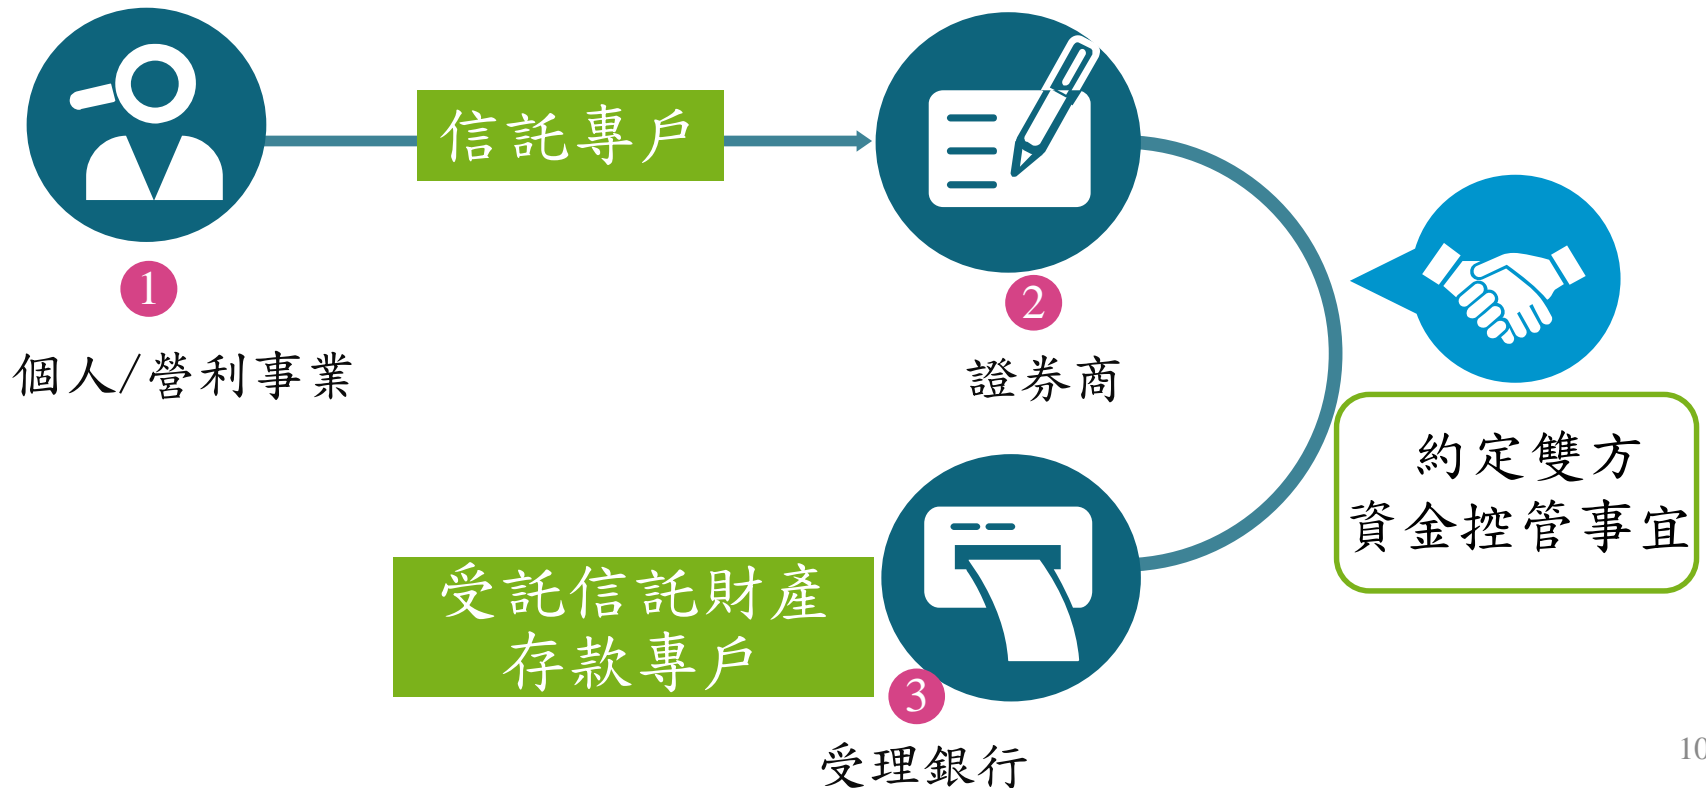 信託專戶
1
2
個人/營利事業
證券商
約定雙方
資金控管事宜
受託信託財產
存款專戶
3
受理銀行
10